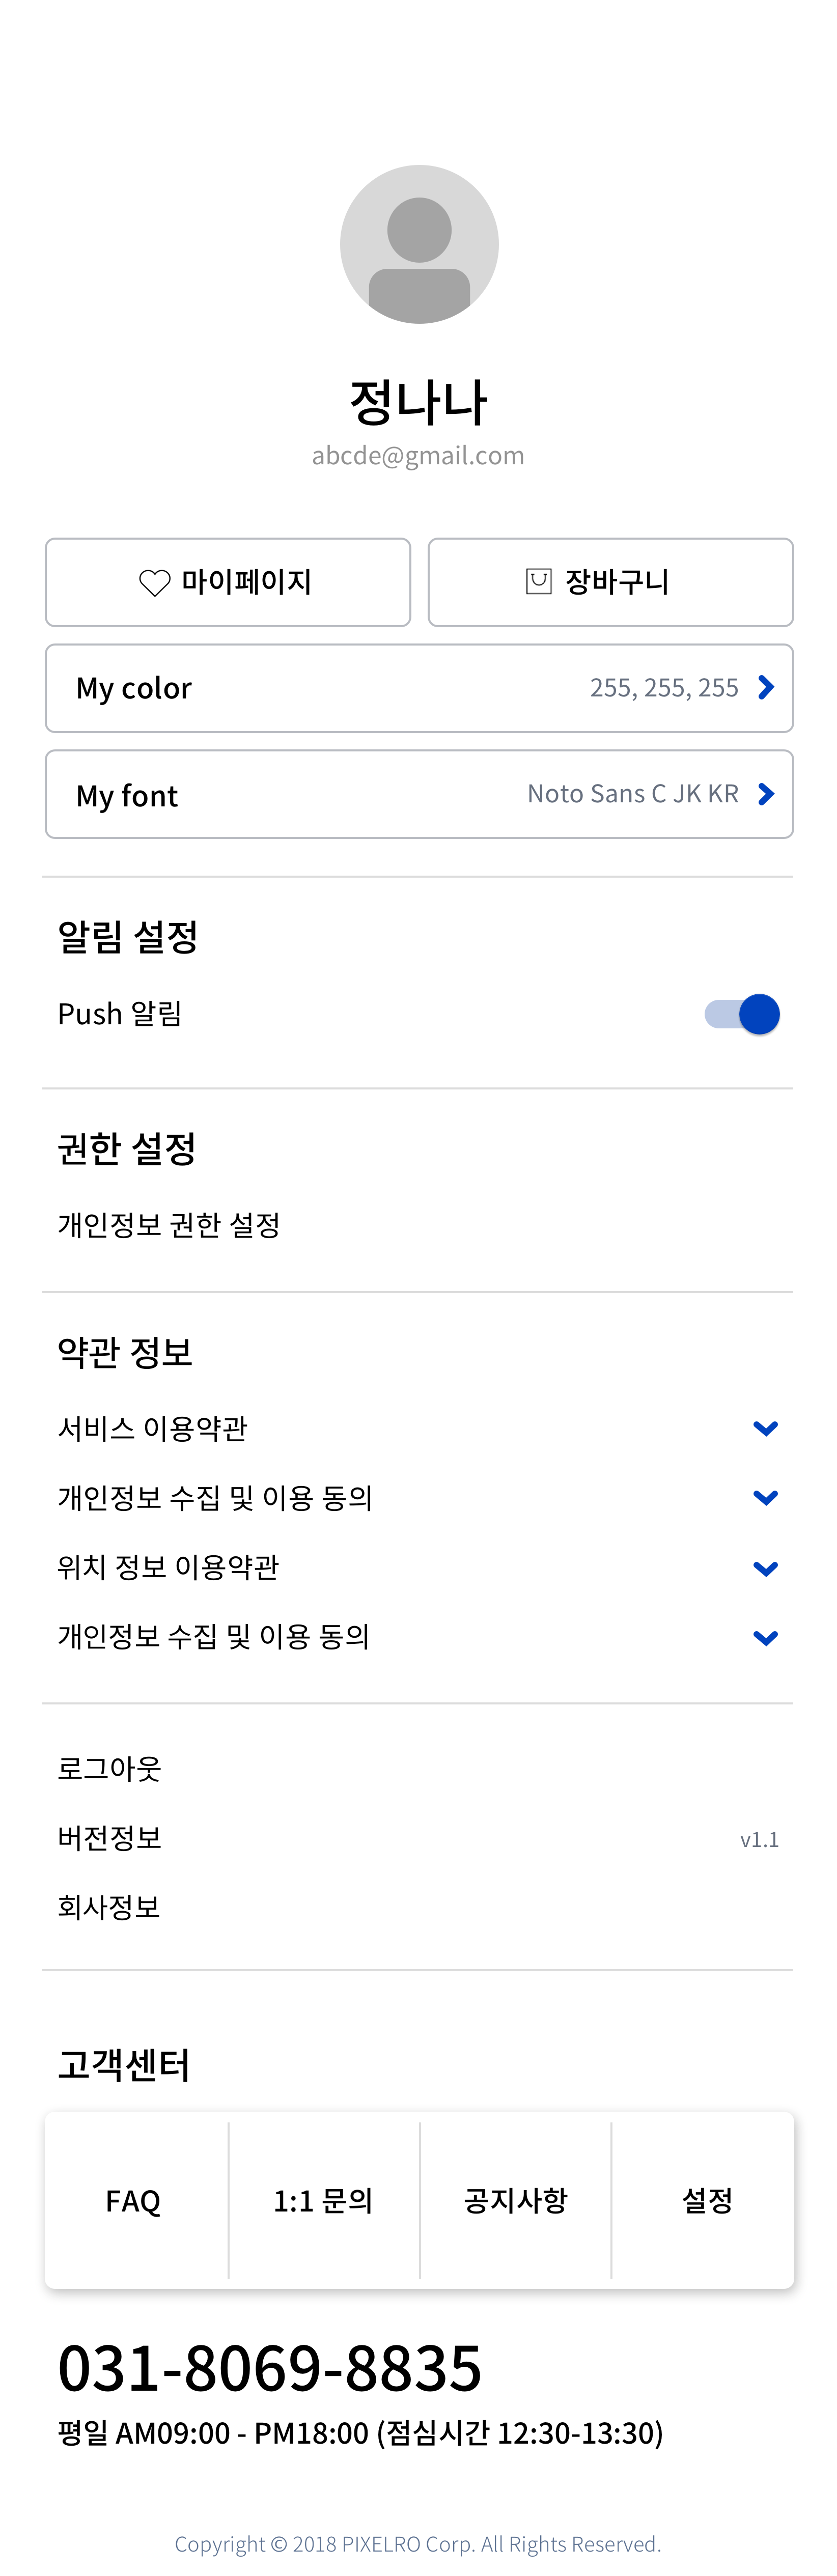 정나나
abcde@gmail.com
마이페이지 장바구니
My color 255, 255, 255
My font Noto Sans C JK KR
알림 설정
Push 알림
권한 설정
개인정보 권한 설정
약관 정보
서비스 이용약관
개인정보 수집 및 이용 동의
위치 정보 이용약관
개인정보 수집 및 이용 동의
로그아웃
버전정보 v1.1
회사정보
고객센터
FAQ 1:1 문의 공지사항 설정
031-8069-8835
평일 AM09:00 - PM18:00 (점심시간 12:30-13:30)
Copyright © 2018 PIXELRO Corp. All Rights Reserved.